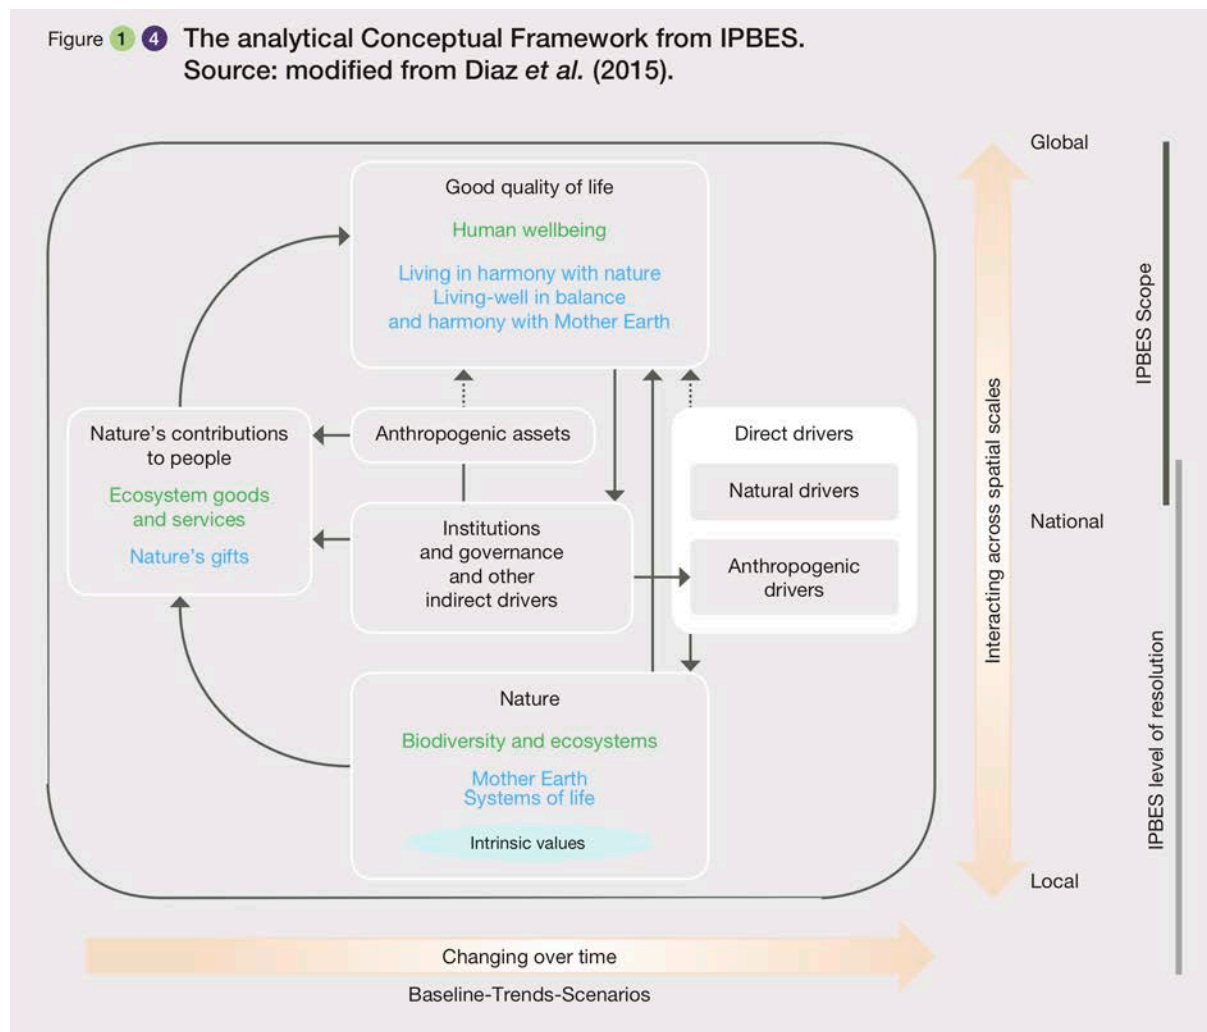 Figure 1 4 The analytical Conceptual Framework from IPBES.
Source: modified from Diaz et al. (2015).
Good quality of life
Human wellbeing
Living in harmony with nature
Living-well in balance
and harmony with Mother Earth
Nature's contributions
to people
Ecosystem goods
and services
Nature's gifts
Anthropogenic assets
Institutions
and governance
and other
indirect drivers
Direct drivers
Natural drivers
Anthropogenic
drivers
Nature
Biodiversity and ecosystems
Mother Earth
Systems of life
Intrinsic values
Interacting across spatial scales
Global
National
Local
IPBES Scope
IPBES level of resolution
Changing over time
Baseline-Trends-Scenarios